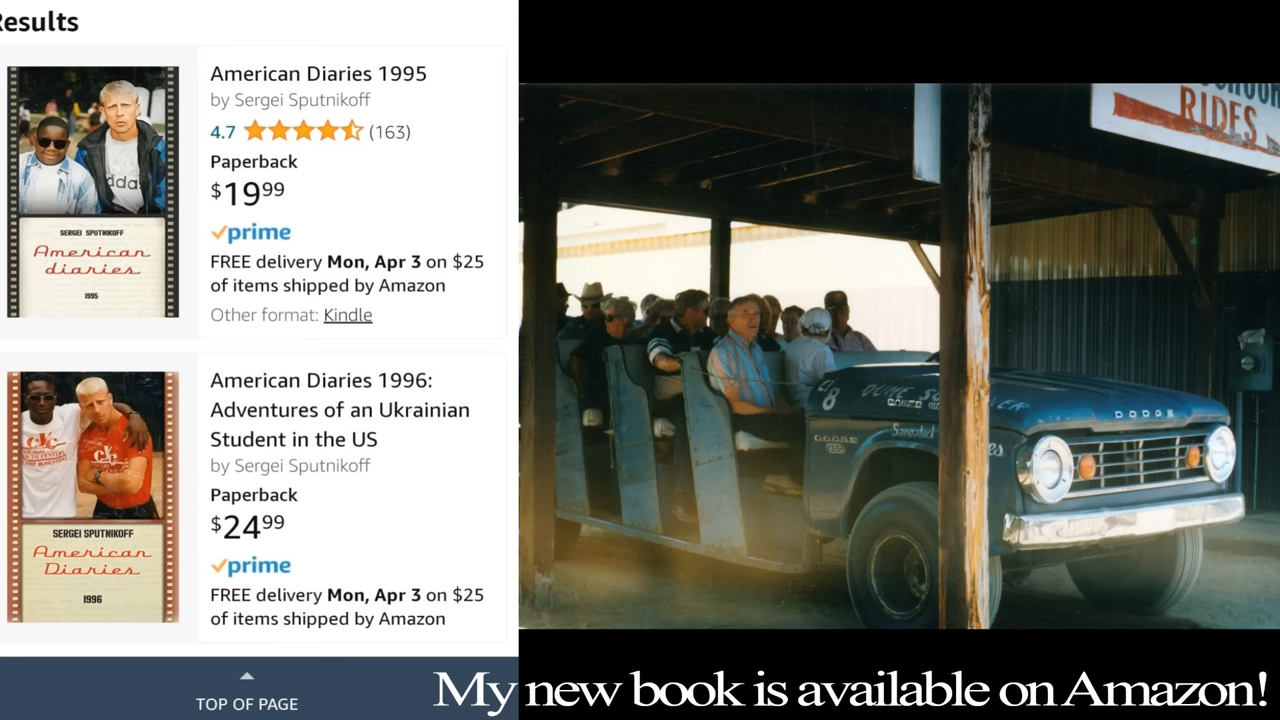 Results
American Diaries 1995
by Sergei Sputnikoff
4.7 (163)
Paperback
$19 99
prime
FREE delivery Mon, Apr 3 on $25
of items shipped by Amazon
Other format: Kindle
adidas
SERGEI SPUTNIKOFF
American
diaries
1995
American Diaries 1996:
Adventures of an Ukrainian
Student in the US
by Sergei Sputnikoff
Paperback
$24 99
prime
FREE delivery Mon, Apr 3 on $25
of items shipped by Amazon
SERGEI SPUTNIKOFF
American
Diaries
1996
TOP OF PAGE
RIDES
DODGE
My new book is available on Amazon!